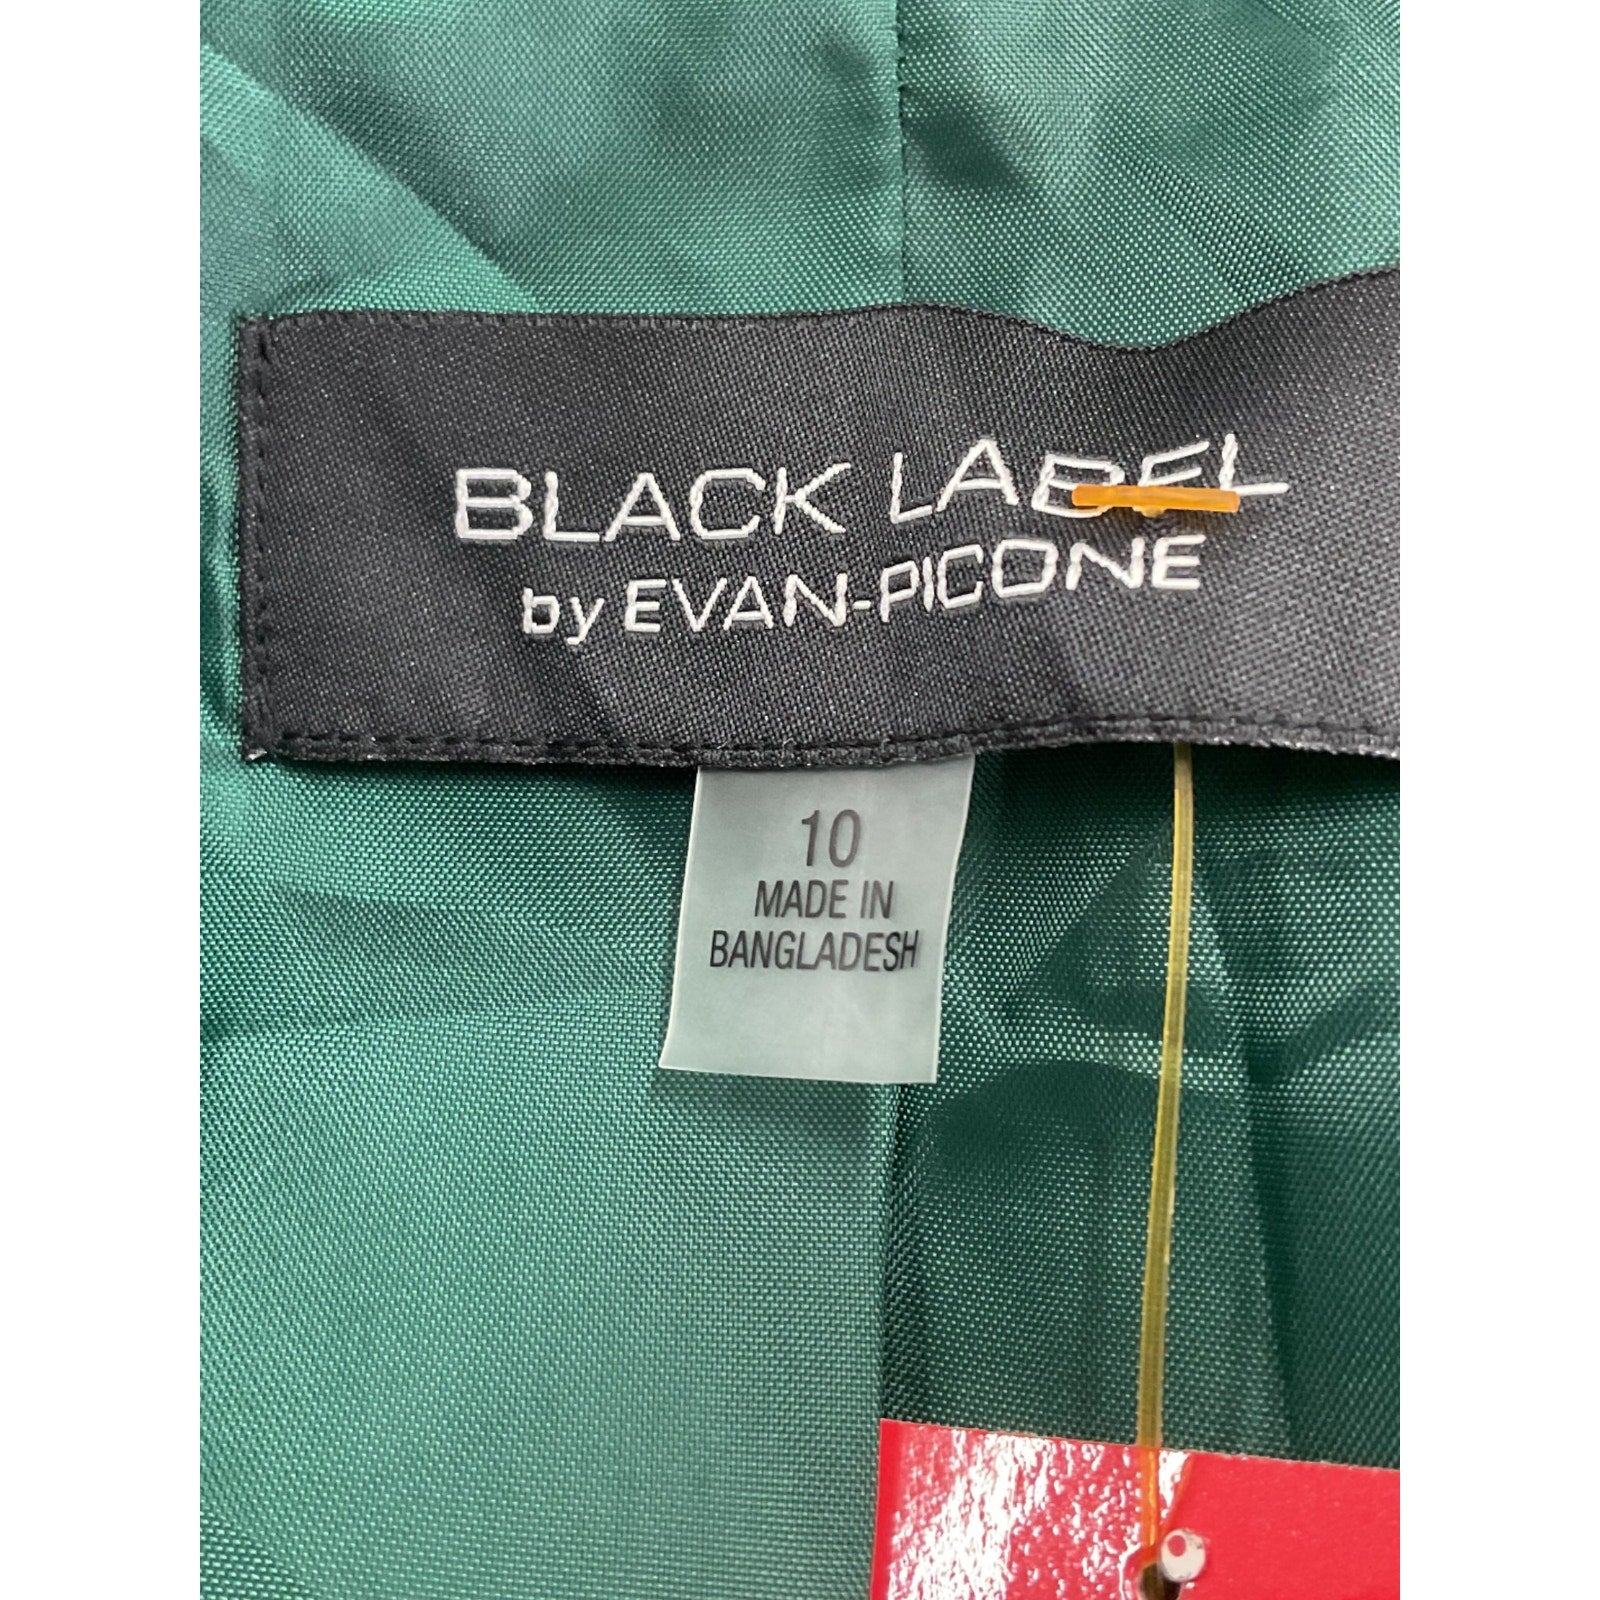 BLACK LABEL
by EVAN-PICONE
10
MADE IN
BANGLADESH